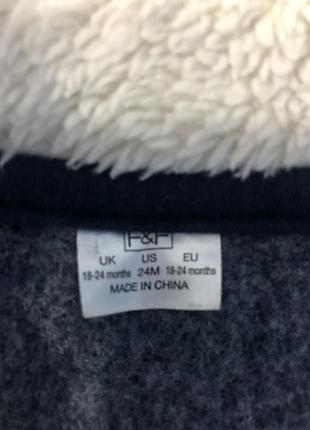 F&F
UK US EU
18-24 months 24M 18-24 months
MADE IN CHINA